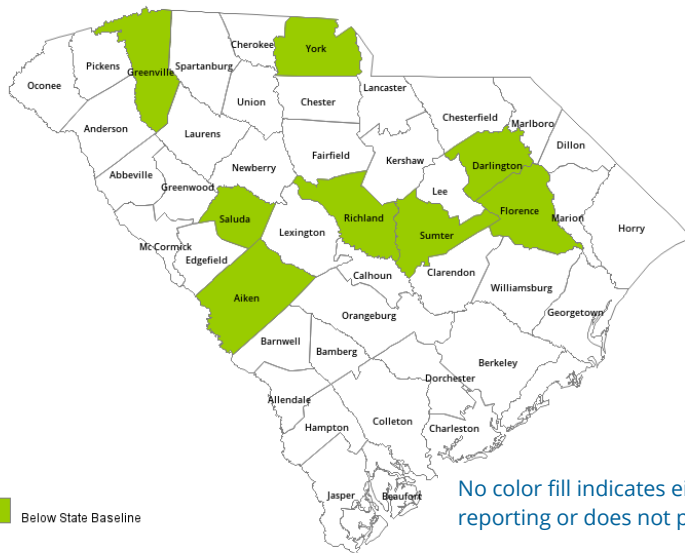 Cherokee
York
Oconee
Pickens
Greenville
Spartanburg
Union
Chester
Lancaster
Chesterfield
Marlboro
Dillon
Anderson
Laurens
Darlington
Abbeville
Greenwood
Newberry
Fairfield
Kershaw
Lee
Florence
Marion
Horry
Saluda
Richland
Sumter
Mc Cormick
Edgefield
Lexington
Calhoun
Clarendon
Williamsburg
Aiken
Orangeburg
Georgetown
Barnwell
Bamberg
Berkeley
Dorchester
Allendale
Hampton
Colleton
Charleston
Jasper
Beaufort
Below State Baseline
No color fill indicates
reporting or does not